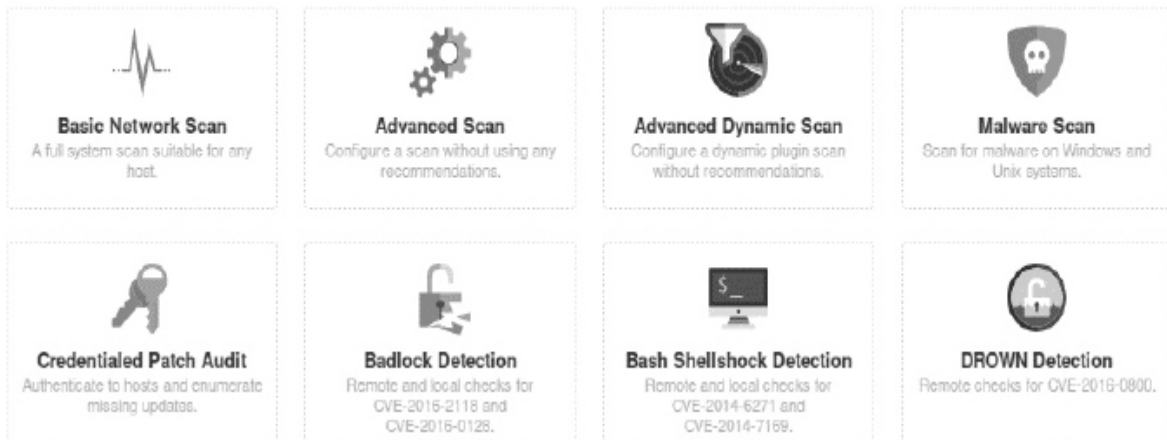 Basic Network Scan
A full system scan suitable for any
host.
Advanced Scan
Configure a scan without using any
recommendations.
Advanced Dynamic Scan
Configure a dynamic plugin scan
without recommendations.
Malware Scan
Scan for malware on Windows and
Unix systems.
Credentialed Patch Audit
Authenticate to hosts and enumerate
missing updates.
Badlock Detection
Remote and local checks for
CVE-2016-2118 and
CVE-2016-0128.
$_
Bash Shellshock Detection
Remote and local checks for
CVE-2014-6271 and
CVE-2014-7169.
DROWN Detection
Remote checks for CVE-2016-0800.